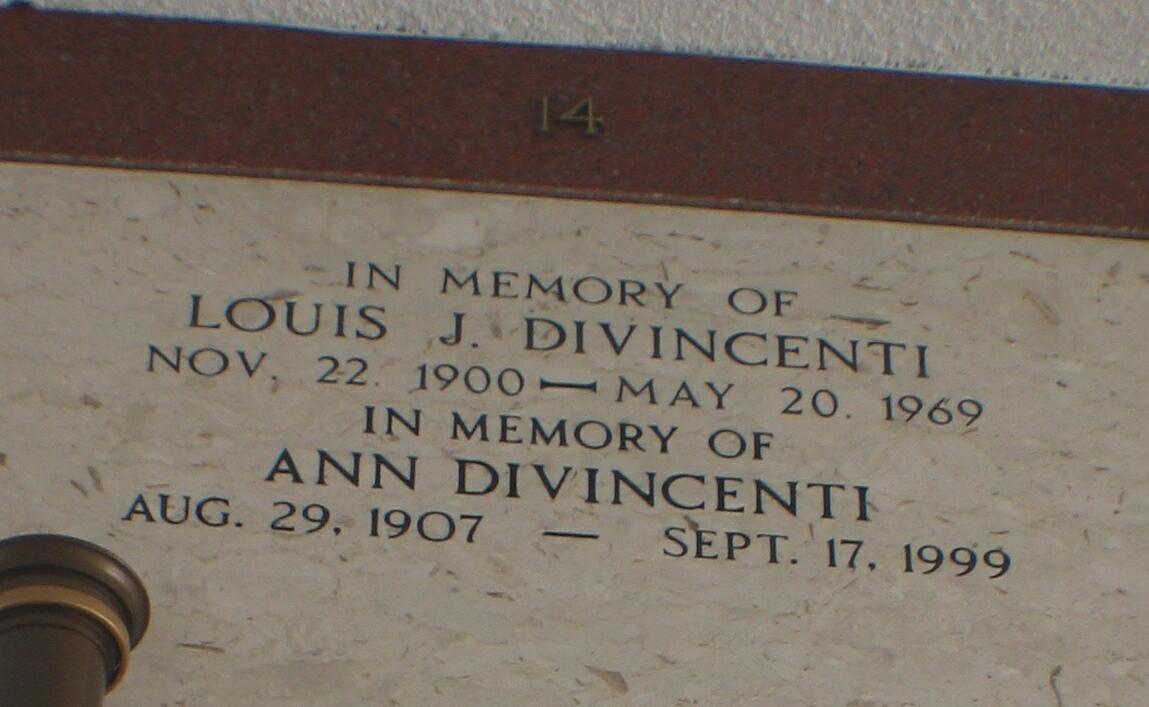 14
IN MEMORY OF
LOUIS J. DIVINCENTI
NOV. 22. 1900 — MAY 20. 1969
IN MEMORY OF
ANN DIVINCENTI
AUG. 29. 1907 — SEPT. 17. 1999